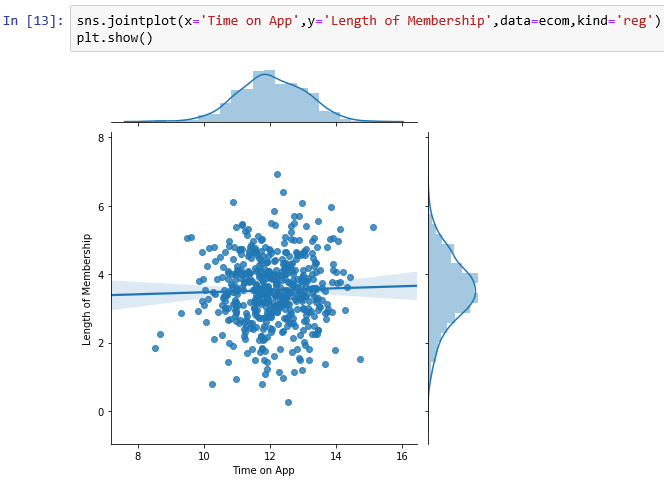 In [13]: sns.jointplot(x='Time on App',y='Length of Membership',data=ecom,kind='reg')
plt.show()
8
6
4
2
0
Length of Membership
8 10 12 14 16
Time on App